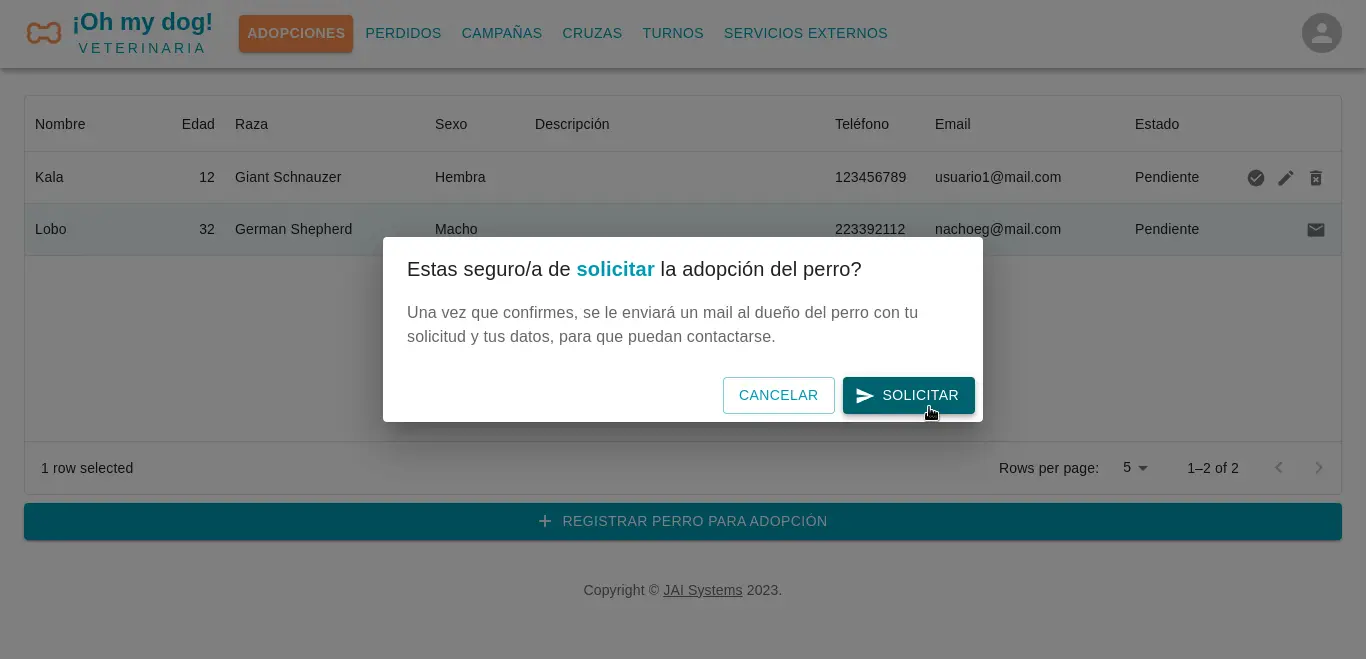 ¡Oh my dog!
VETERINARIA
ADOPCIONES PERDIDOS CAMPAÑAS CRUZAS TURNOS SERVICIOS EXTERNOS
Nombre Edad Raza Sexo Descripción Teléfono Email Estado
Kala 12 Giant Schnauzer Hembra 123456789 usuario1@mail.com Pendiente
Lobo 32 German Shepherd Macho 223392112 nachoeg@mail.com Pendiente
Estas seguro/a de solicitar la adopción del perro?
Una vez que confirmes, se le enviará un mail al dueño del perro con tu
solicitud y tus datos, para que puedan contactarse.
CANCELAR SOLICITAR
1 row selected Rows per page: 5 1–2 of 2
REGISTRAR PERRO PARA ADOPCIÓN
Copyright © JAI Systems 2023.